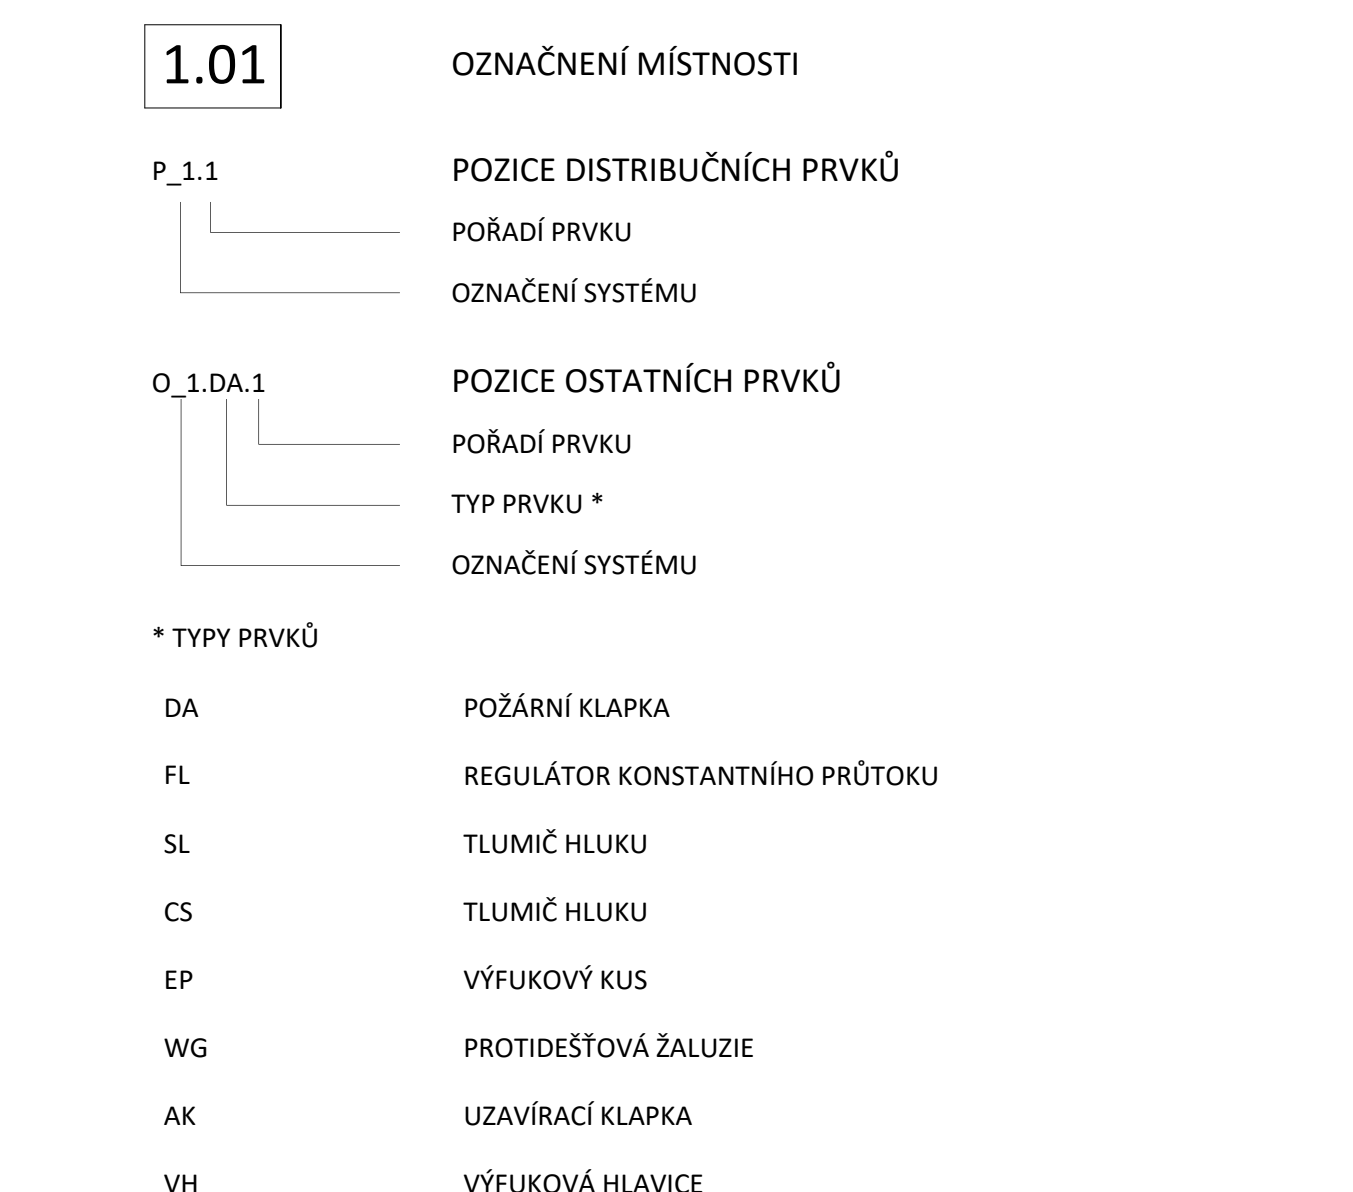 1.01 OZNAČNENÍ MÍSTNOSTI
P_1.1 POZICE DISTRIBUČNÍCH PRVKŮ
POŘADÍ PRVKU
OZNAČENÍ SYSTÉMU
O_1.DA.1 POZICE OSTATNÍCH PRVKŮ
POŘADÍ PRVKU
TYP PRVKU *
OZNAČENÍ SYSTÉMU
* TYPY PRVKŮ
DA POŽÁRNÍ KLAPKA
FL REGULÁTOR KONSTANTNÍHO PRŮTOKU
SL TLUMIČ HLUKU
CS TLUMIČ HLUKU
EP VÝFUKOVÝ KUS
WG PROTIDEŠŤOVÁ ŽALUZIE
AK UZAVÍRACÍ KLAPKA
VH VÝFUKOVÁ HLAVICE